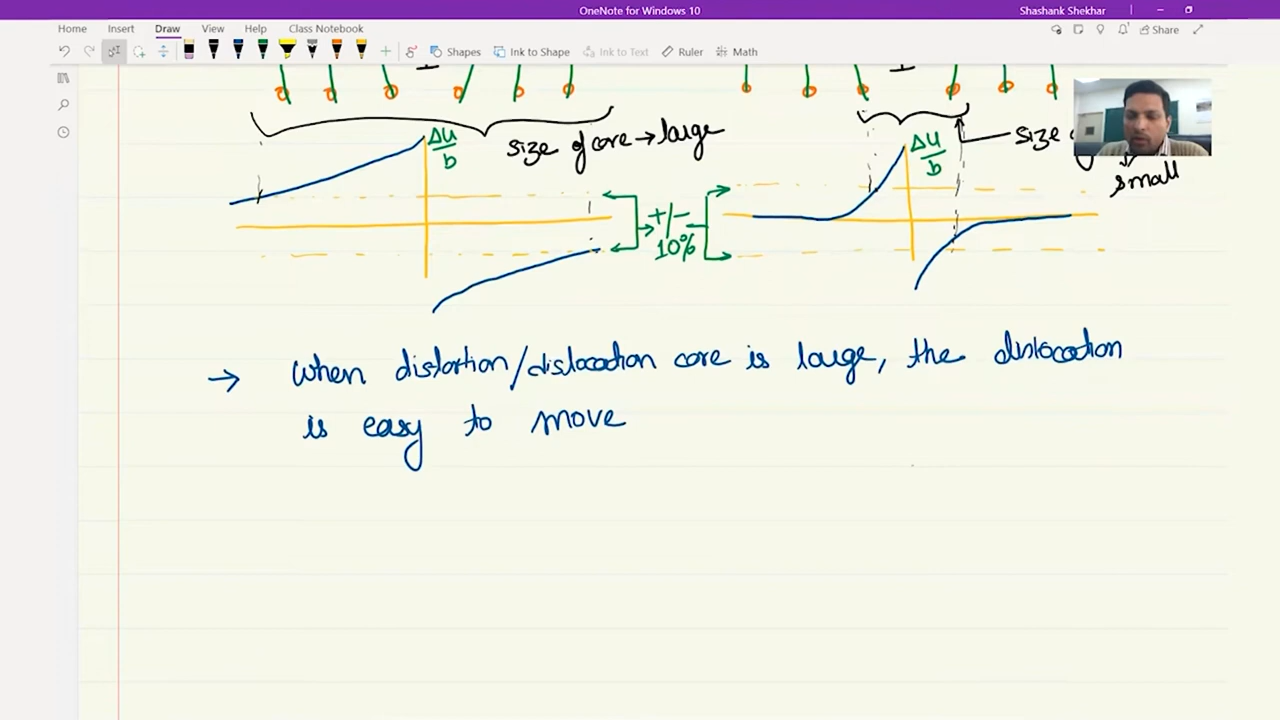 OneNote for Windows 10
Shashank Shekhar
Home Insert Draw View Help Class Notebook
Share
Shapes Ink to Shape Ink to Text Ruler Math
size of core → large
size
small
Δu/b
Δu/b
+/-
10%
→ When distortion/dislocation core is large, the dislocation
is easy to move